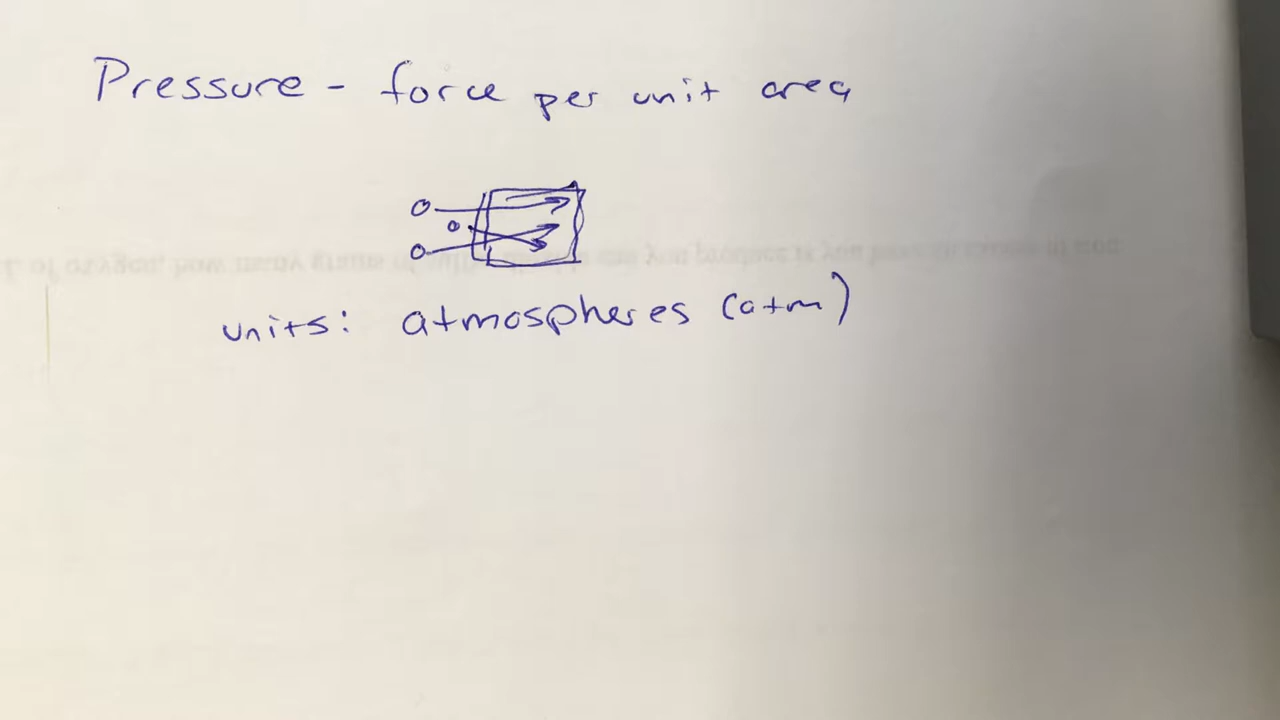 Pressure - force per unit area
units: atmospheres (atm)